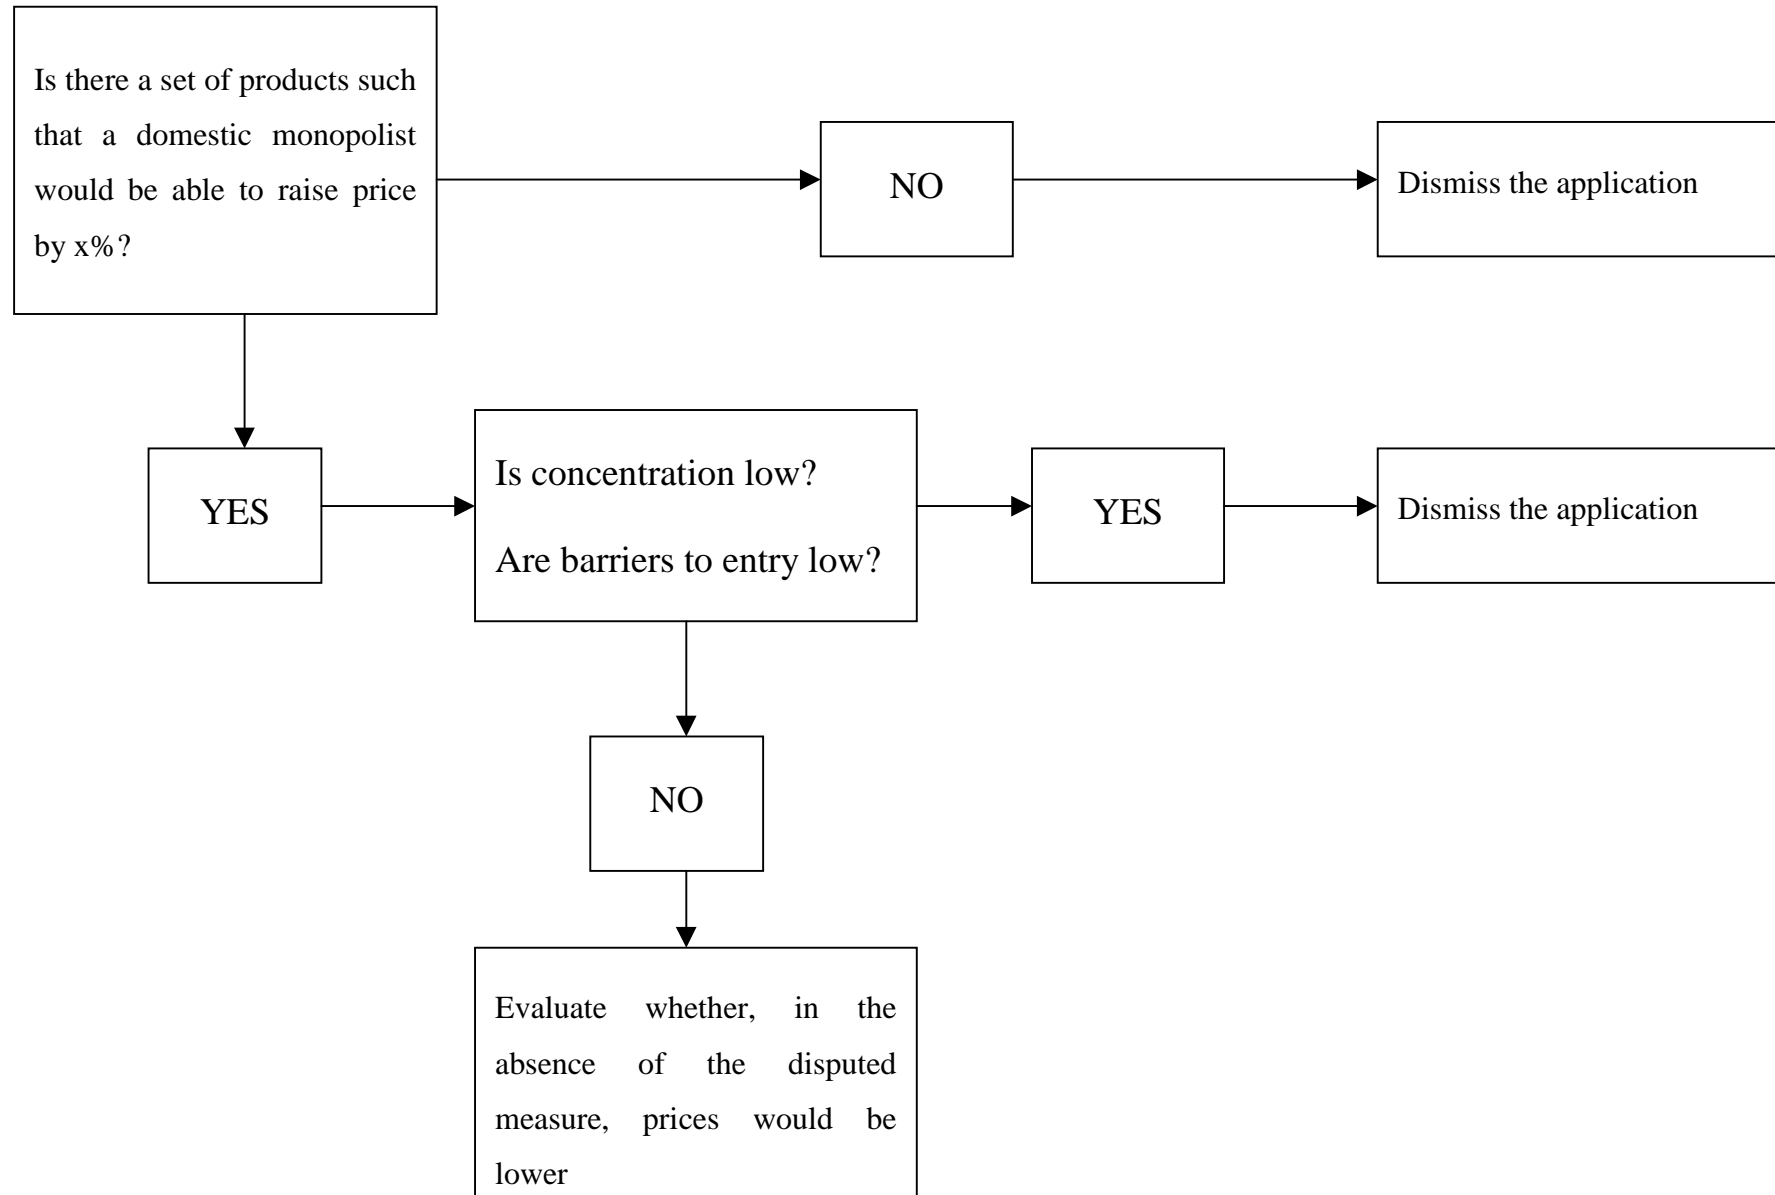 Is there a set of products such
that a domestic monopolist
would be able to raise price
by x%?
NO
Dismiss the application
YES
Is concentration low?
Are barriers to entry low?
YES
Dismiss the application
NO
Evaluate whether, in the
absence of the disputed
measure, prices would be
lower